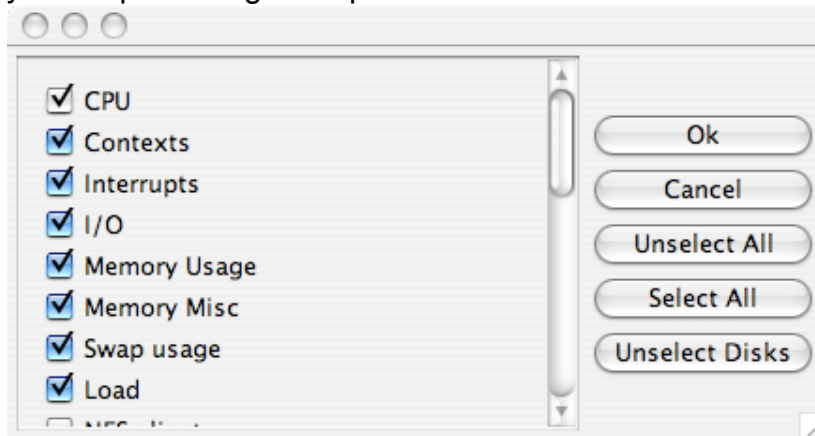 CPU
Contexts
Interrupts
I/O
Memory Usage
Memory Misc
Swap usage
Load
Ok
Cancel
Unselect All
Select All
Unselect Disks